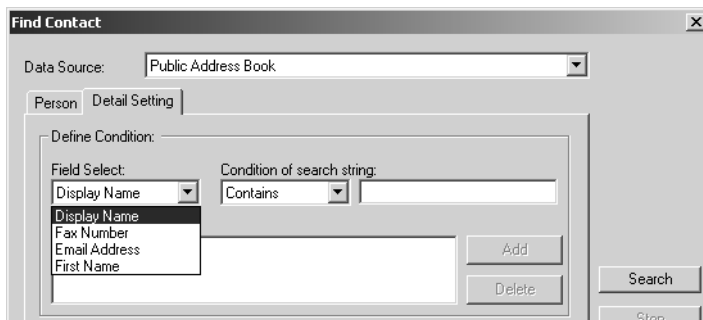 Find Contact
Data Source: Public Address Book
Person Detail Setting
Define Condition:
Field Select: Condition of search string:
Display Name Contains
Display Name
Fax Number
Email Address
First Name
Add
Delete
Search
Stop